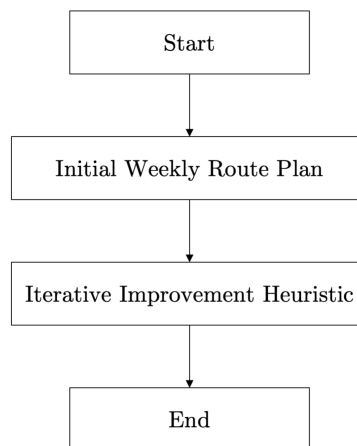 Start
Initial Weekly Route Plan
Iterative Improvement Heuristic
End